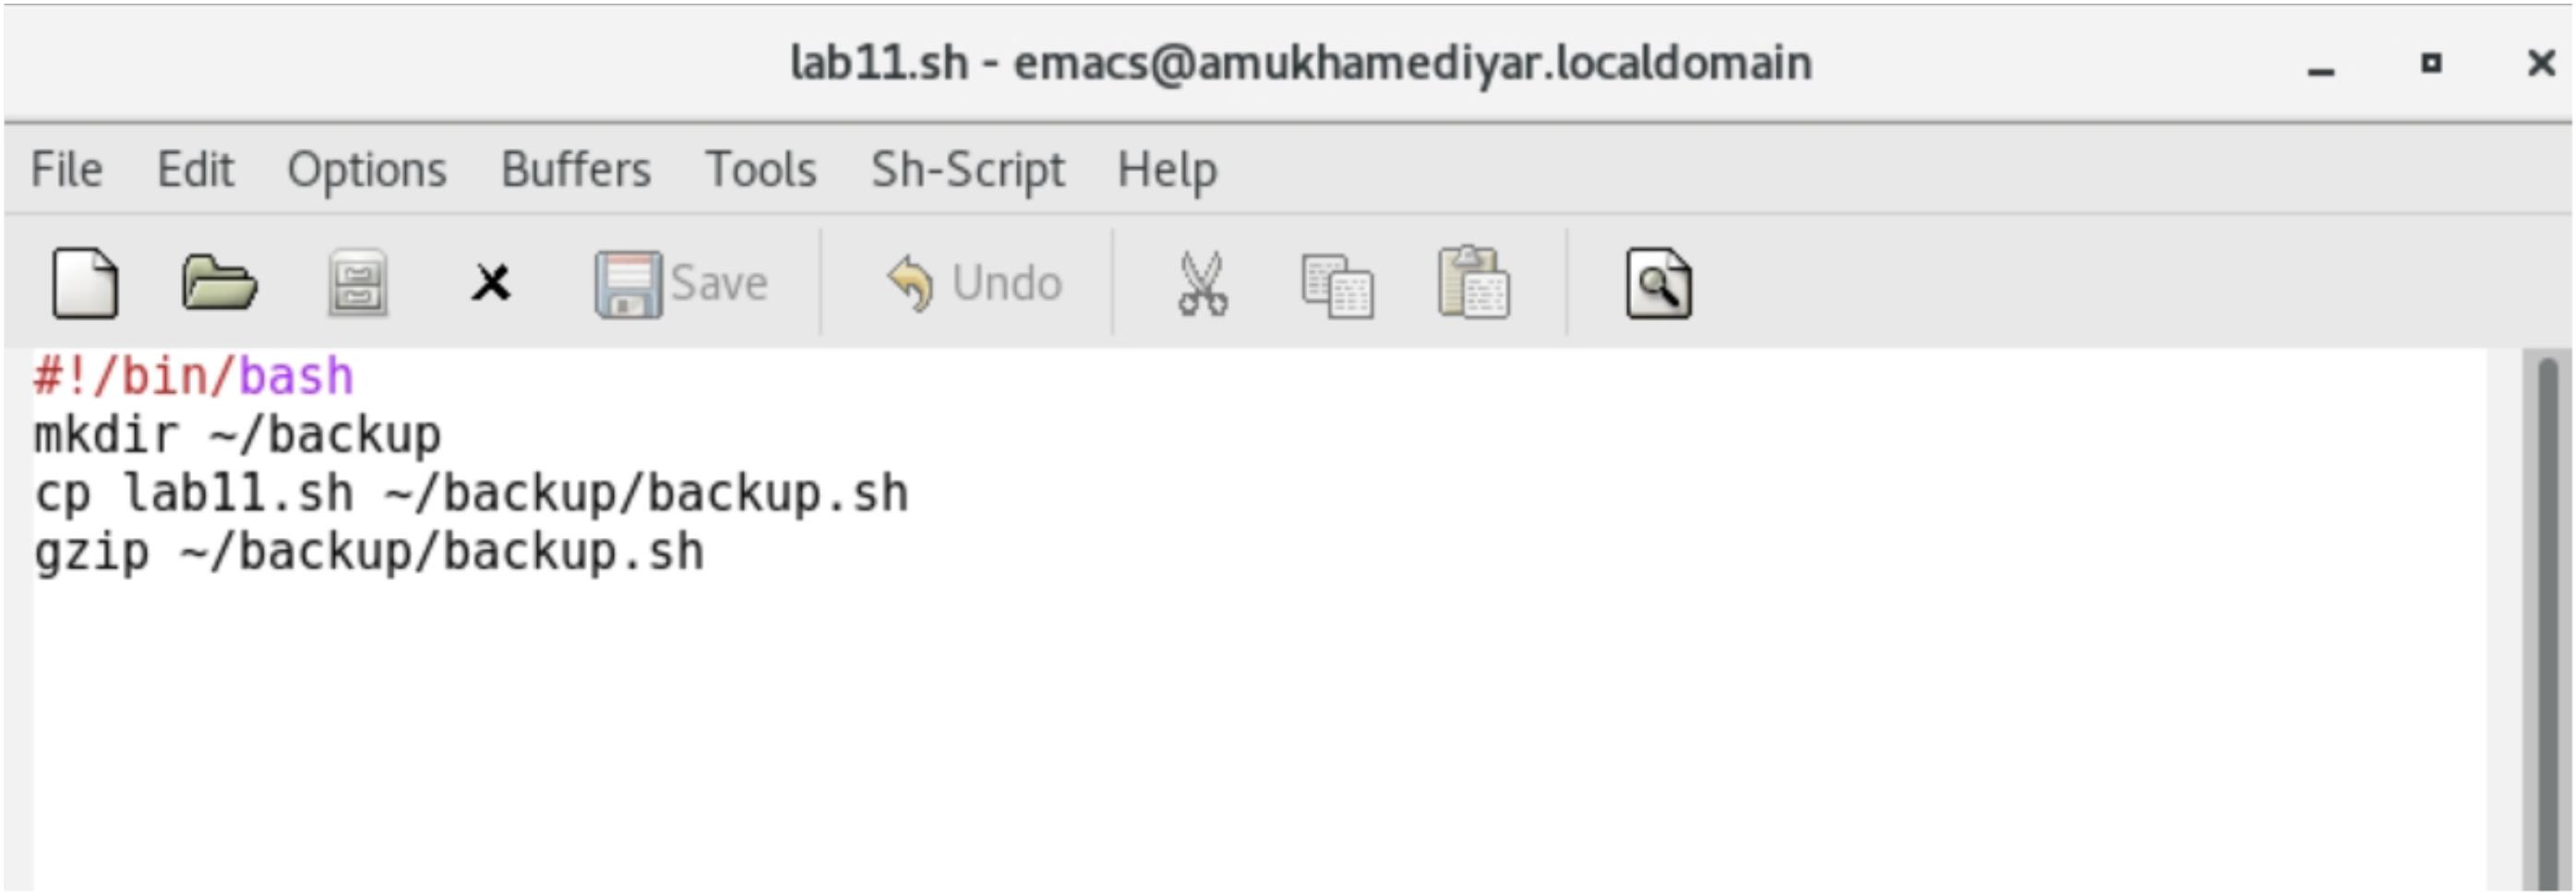 lab11.sh - emacs@amukhamediyar.localdomain
File Edit Options Buffers Tools Sh-Script Help
Save Undo
#!/bin/bash
mkdir ~/backup
cp lab11.sh ~/backup/backup.sh
gzip ~/backup/backup.sh